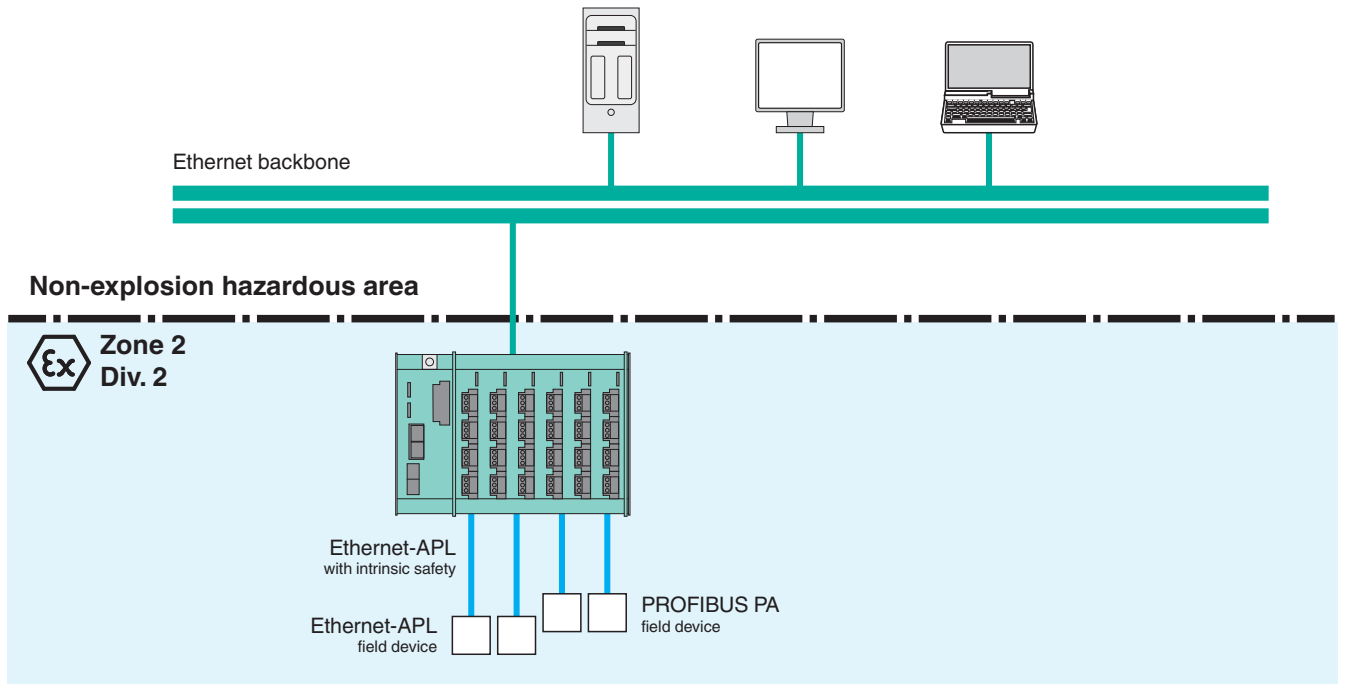 Ethernet backbone
Non-explosion hazardous area
Ex
Zone 2
Div. 2
Ethernet-APL
with intrinsic safety
Ethernet-APL
field device
PROFIBUS PA
field device